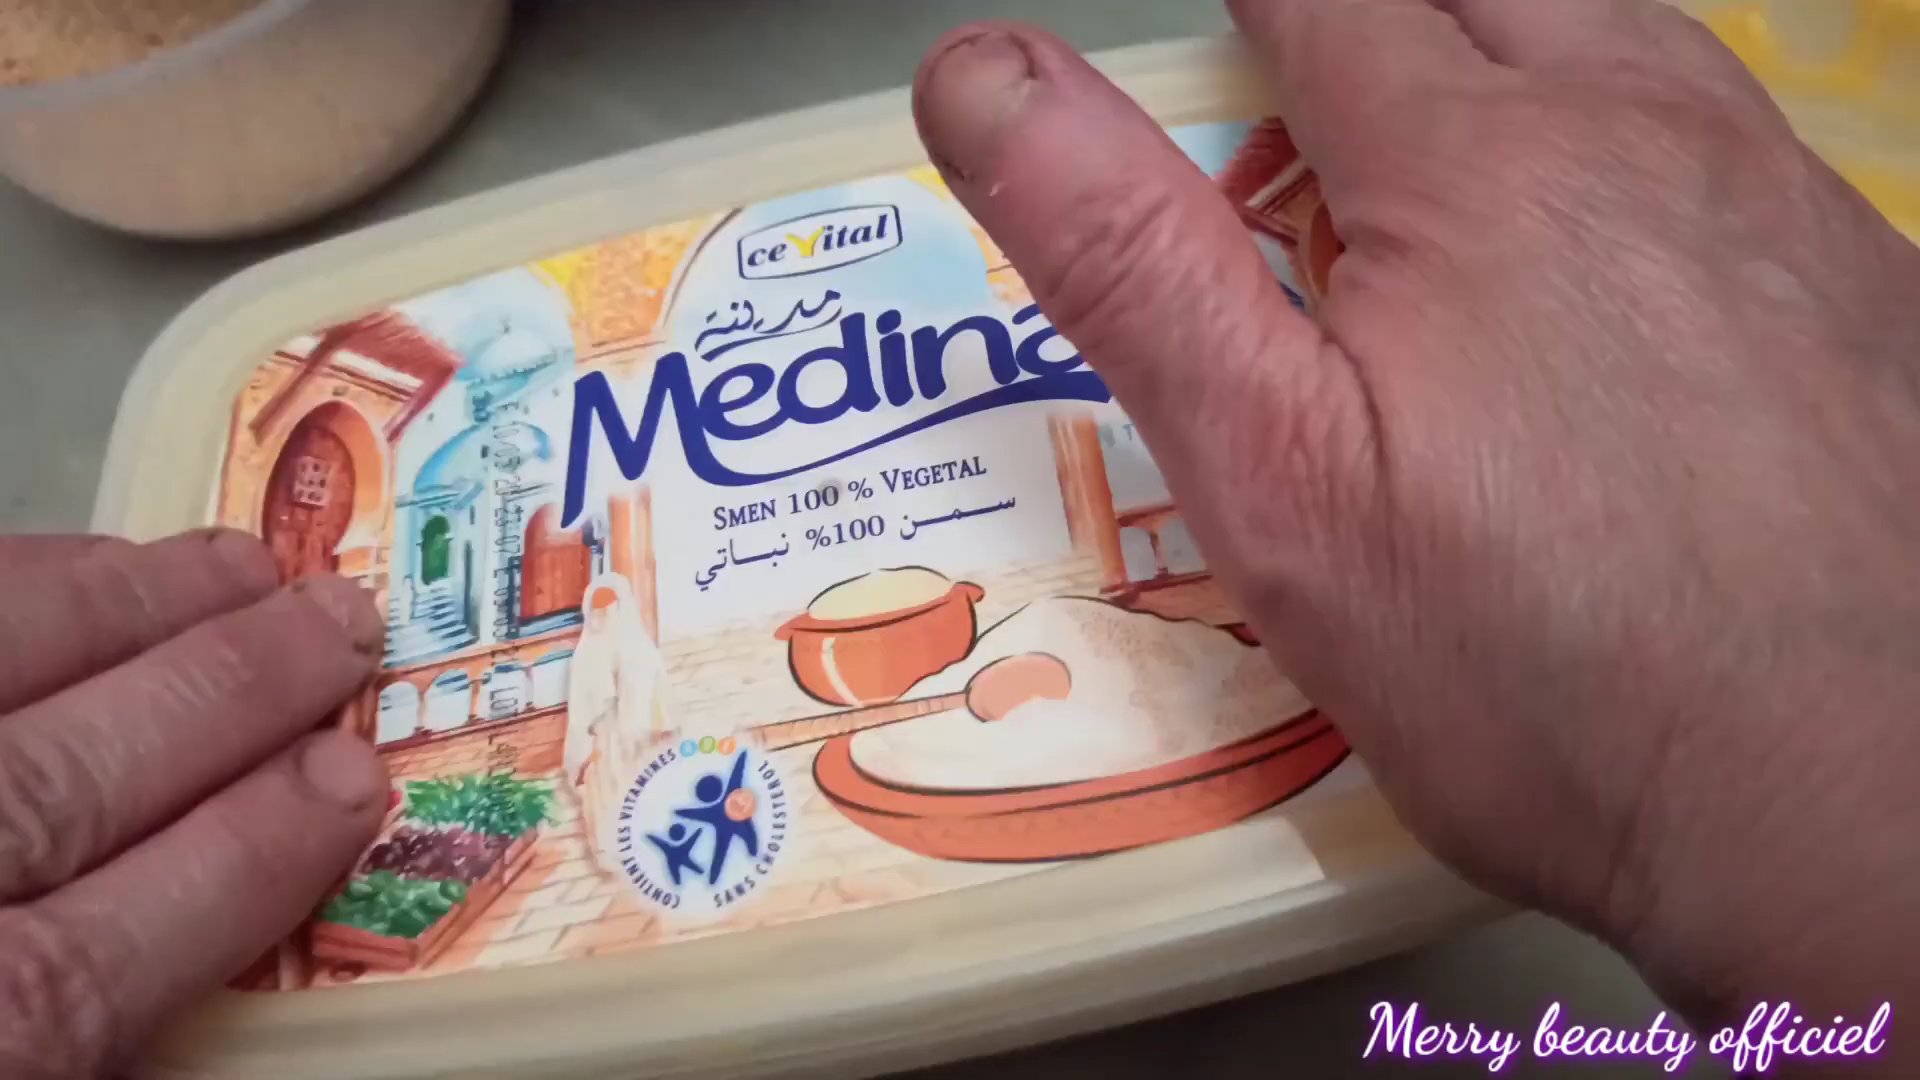 ceVital
مدينة
Medina
SMEN 100 % VEGETAL
سمن 100% نباتي
CONTIENT LES VITAMINES
SANS CHOLESTEROL
Merry beauty officiel